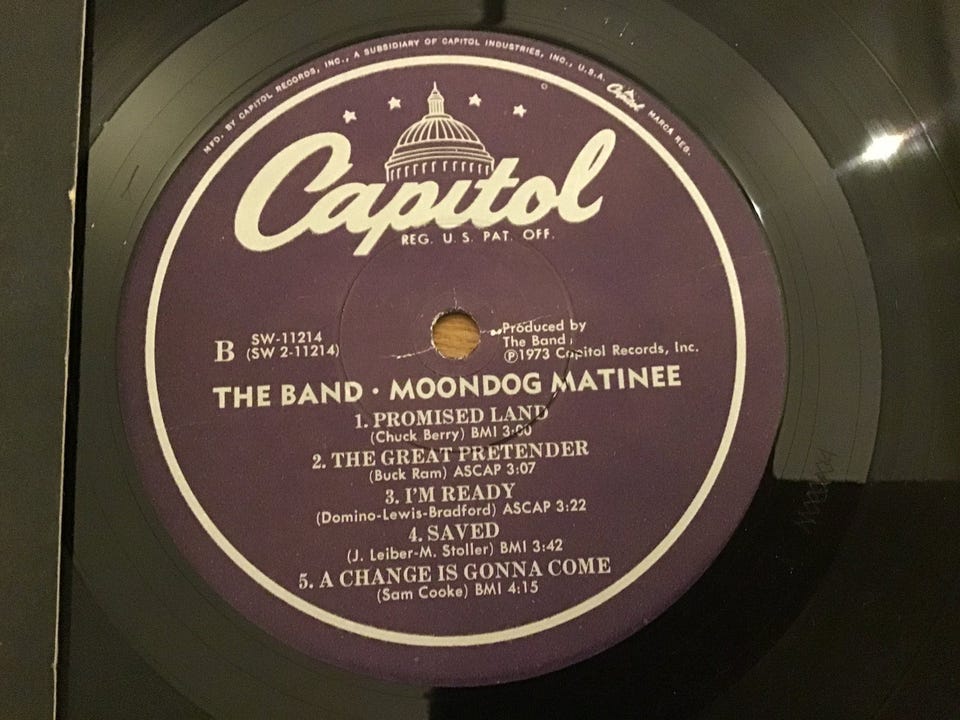 MFD. BY CAPITOL RECORDS, INC., A SUBSIDIARY OF CAPITOL INDUSTRIES, INC., U.S.A. Capitol MARCA REG.
Capitol
REG. U.S. PAT. OFF.
B
SW-11214
(SW 2-11214)
Produced by
The Band
℗1973 Capitol Records, Inc.
THE BAND • MOONDOG MATINEE
1. PROMISED LAND
(Chuck Berry) BMI 3:00
2. THE GREAT PRETENDER
(Buck Ram) ASCAP 3:07
3. I'M READY
(Domino-Lewis-Bradford) ASCAP 3:22
4. SAVED
(J. Leiber-M. Stoller) BMI 3:42
5. A CHANGE IS GONNA COME
(Sam Cooke) BMI 4:15